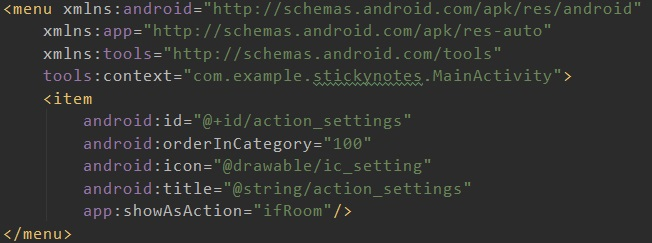 <menu xmlns:android="http://schemas.android.com/apk/res/android"
xmlns:app="http://schemas.android.com/apk/res-auto"
xmlns:tools="http://schemas.android.com/tools"
tools:context="com.example.stickynotes.MainActivity">
<item
android:id="@+id/action_settings"
android:orderInCategory="100"
android:icon="@drawable/ic_setting"
android:title="@string/action_settings"
app:showAsAction="ifRoom"/>
</menu>